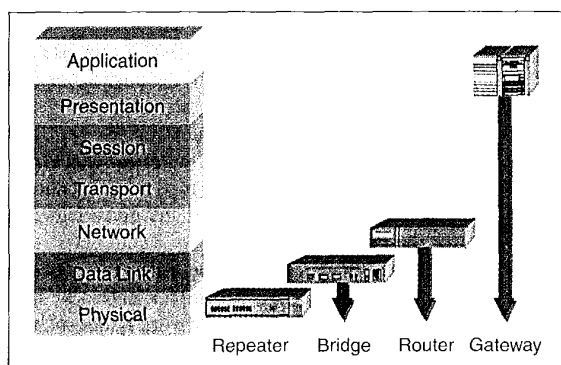 Application
Presentation
Session
Transport
Network
Data Link
Physical
Repeater Bridge Router Gateway